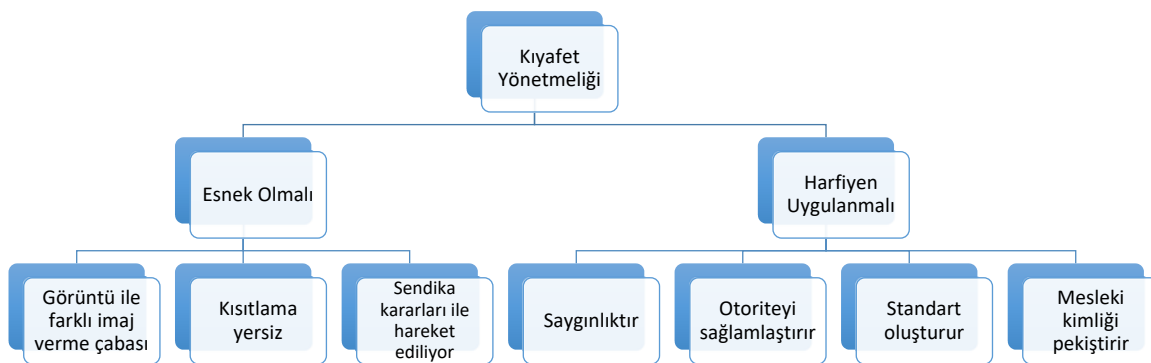 Kıyafet
Yönetmeliği
Esnek Olmalı
Harfiyen
Uygulanmalı
Görüntü ile
farklı imaj
verme çabası
Kısıtlama
yersiz
Sendika
kararları ile
hareket
ediliyor
Saygınlıktır
Otoriteyi
sağlamlaştırır
Standart
oluşturur
Mesleki
kimliği
pekiştirir